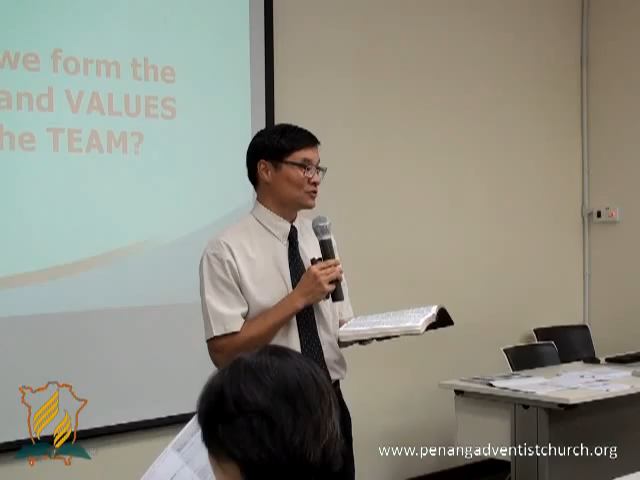 we form the
and VALUES
he TEAM?
www.penangadventistchurch.org